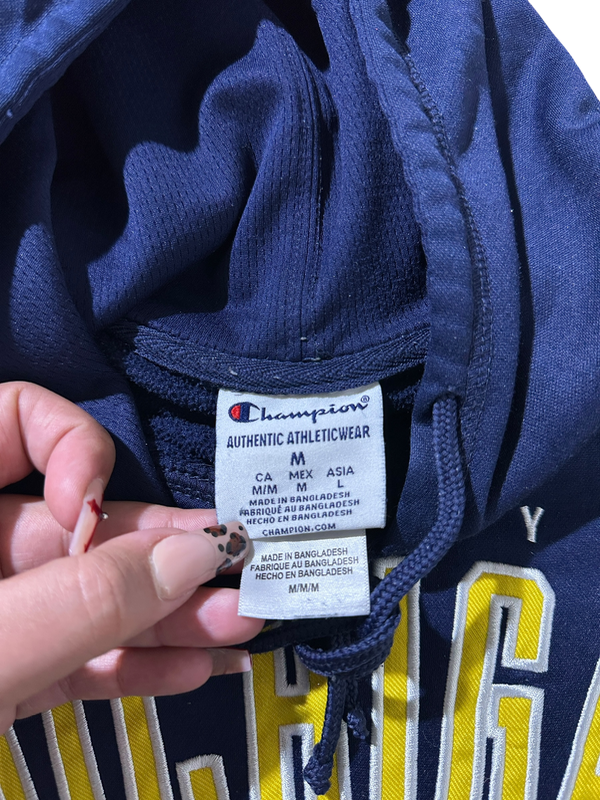 Champion®
AUTHENTIC ATHLETICWEAR
M
CA MEX ASIA
M/M M L
MADE IN BANGLADESH
FABRIQUÉ AU BANGLADESH
HECHO EN BANGLADESH
CHAMPION.COM
MADE IN BANGLADESH
FABRIQUE AU BANGLADESH
HECHO EN BANGLADESH
M/M/M
Y